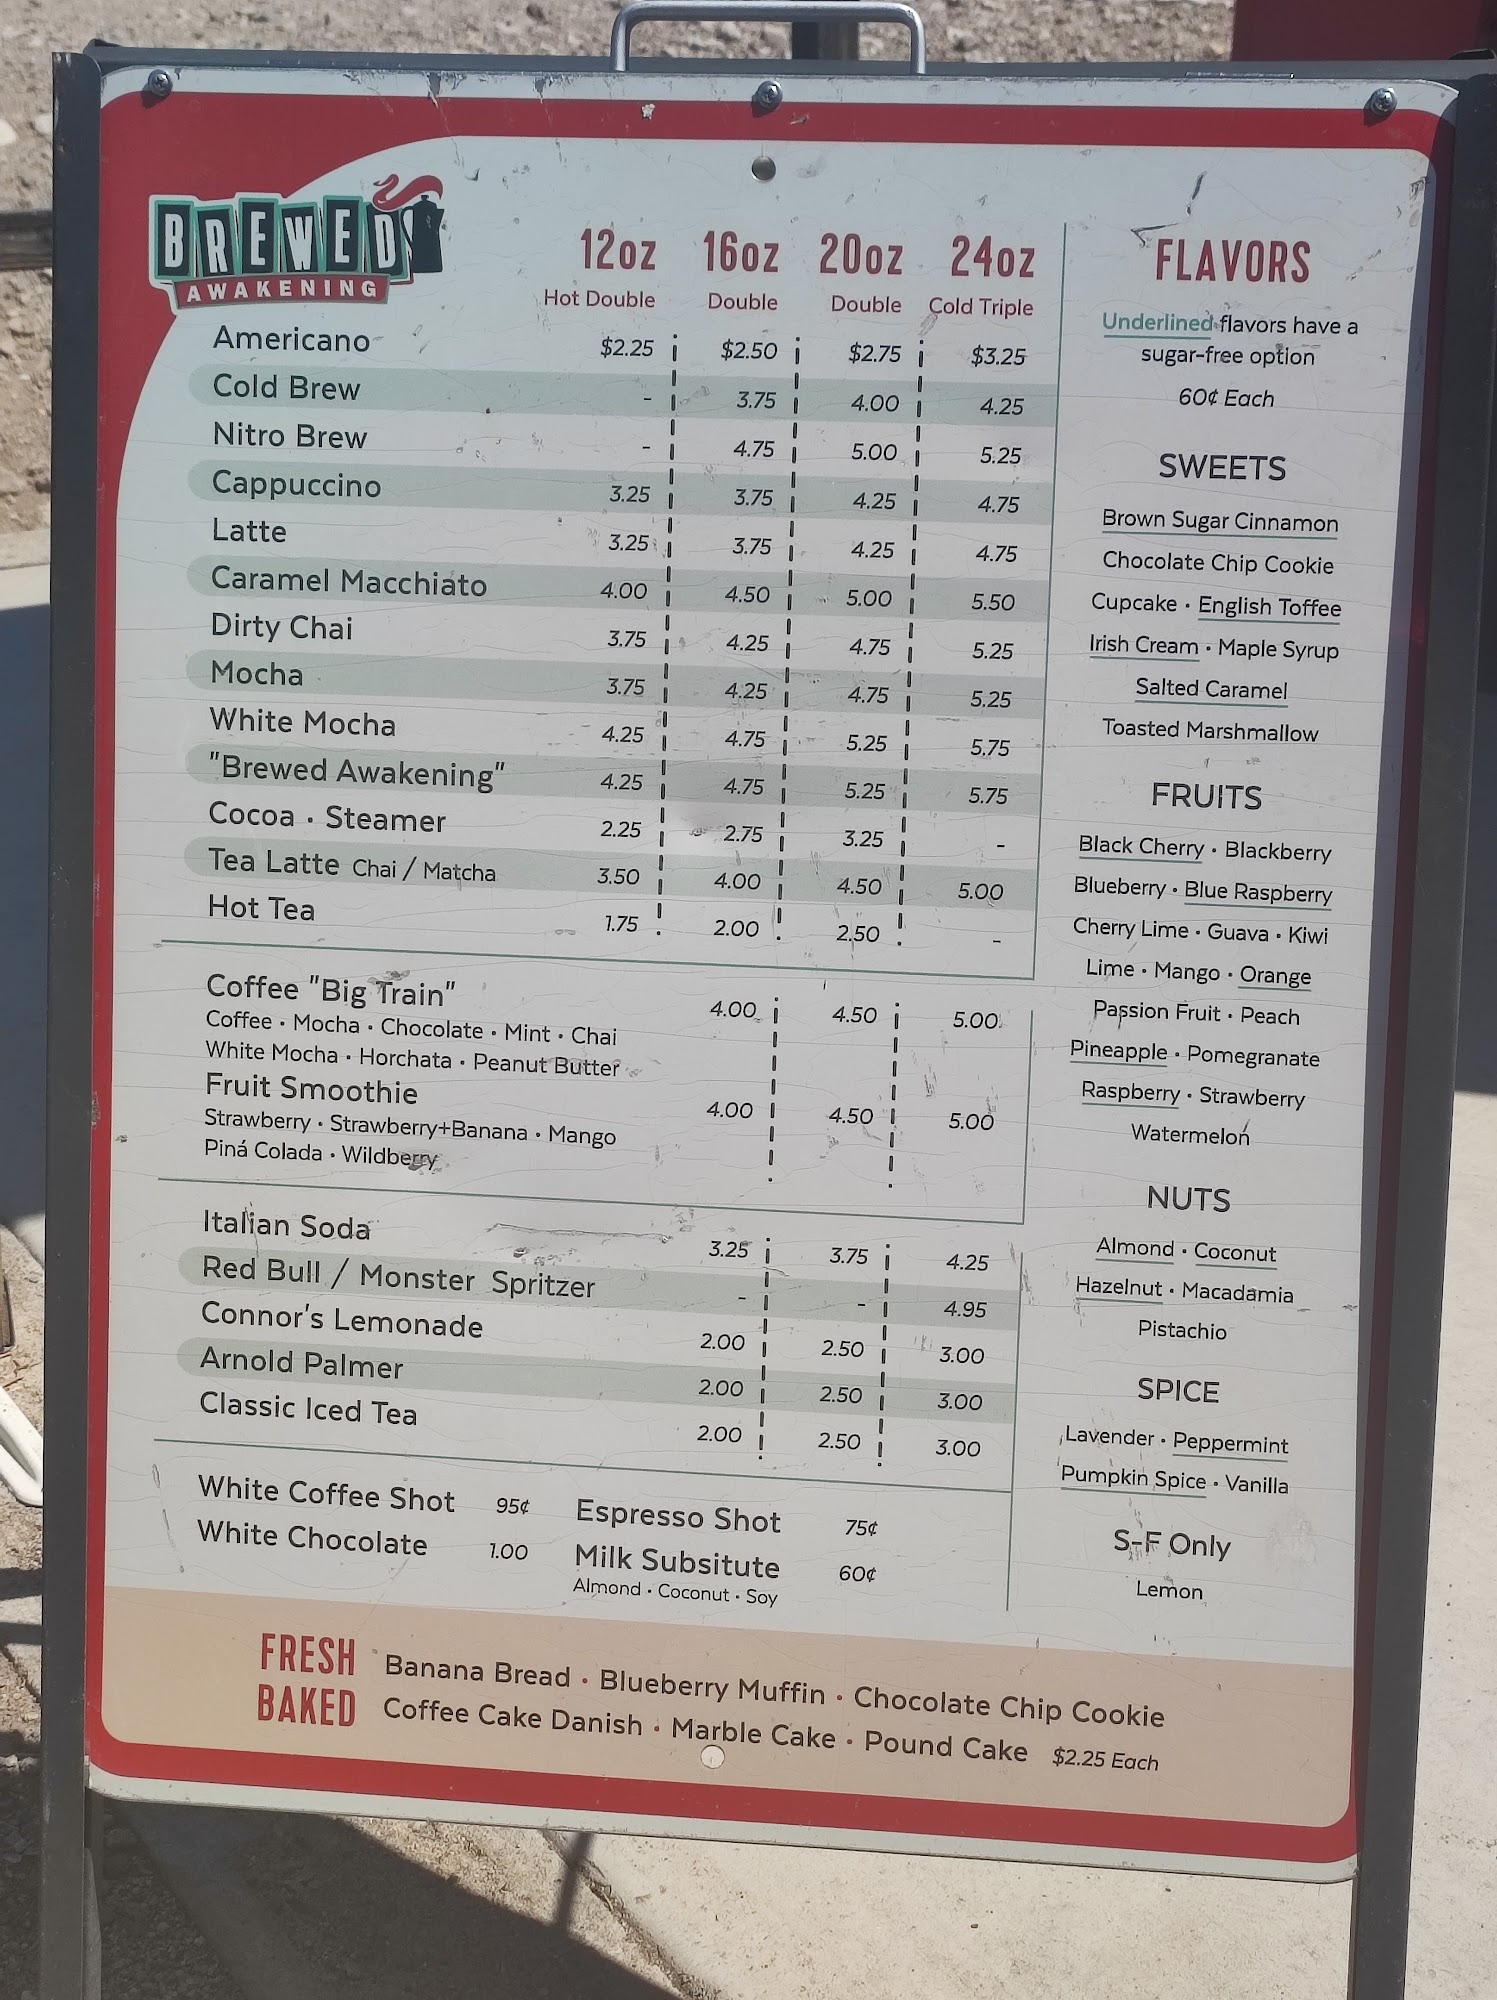 BREWED
AWAKENING
12oz 16oz 20oz 24oz
Hot Double Double Double Cold Triple
Americano $2.25 $2.50 $2.75 $3.25
Cold Brew - 3.75 4.00 4.25
Nitro Brew - 4.75 5.00 5.25
Cappuccino 3.25 3.75 4.25 4.75
Latte 3.25 3.75 4.25 4.75
Caramel Macchiato 4.00 4.50 5.00 5.50
Dirty Chai 3.75 4.25 4.75 5.25
Mocha 3.75 4.25 4.75 5.25
White Mocha 4.25 4.75 5.25 5.75
"Brewed Awakening" 4.25 4.75 5.25 5.75
Cocoa • Steamer 2.25 2.75 3.25 -
Tea Latte Chai / Matcha 3.50 4.00 4.50 5.00
Hot Tea 1.75 2.00 2.50 -
Coffee "Big Train" 4.00 4.50 5.00
Coffee • Mocha • Chocolate • Mint • Chai
White Mocha • Horchata • Peanut Butter
Fruit Smoothie 4.00 4.50 5.00
Strawberry • Strawberry+Banana • Mango
Piná Colada • Wildberry
Italian Soda 3.25 3.75 4.25
Red Bull / Monster Spritzer - - 4.95
Connor's Lemonade 2.00 2.50 3.00
Arnold Palmer 2.00 2.50 3.00
Classic Iced Tea 2.00 2.50 3.00
White Coffee Shot 95¢ Espresso Shot 75¢
White Chocolate 1.00 Milk Subsitute 60¢
Almond • Coconut • Soy
FLAVORS
Underlined flavors have a
sugar-free option
60¢ Each
SWEETS
Brown Sugar Cinnamon
Chocolate Chip Cookie
Cupcake • English Toffee
Irish Cream • Maple Syrup
Salted Caramel
Toasted Marshmallow
FRUITS
Black Cherry • Blackberry
Blueberry • Blue Raspberry
Cherry Lime • Guava • Kiwi
Lime • Mango • Orange
Passion Fruit • Peach
Pineapple • Pomegranate
Raspberry • Strawberry
Watermelon
NUTS
Almond • Coconut
Hazelnut • Macadamia
Pistachio
SPICE
Lavender • Peppermint
Pumpkin Spice • Vanilla
S-F Only
Lemon
FRESH
BAKED
Banana Bread • Blueberry Muffin • Chocolate Chip Cookie
Coffee Cake Danish • Marble Cake • Pound Cake $2.25 Each